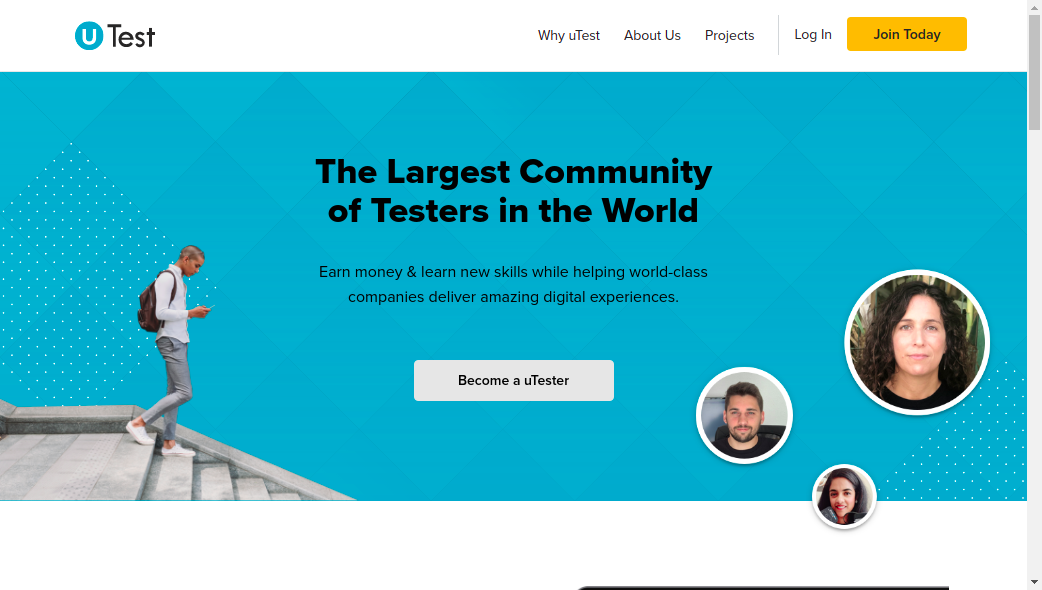 uTest
Why uTest
About Us
Projects
Log In
Join Today
The Largest Community
of Testers in the World
Earn money & learn new skills while helping world-class
companies deliver amazing digital experiences.
Become a uTester